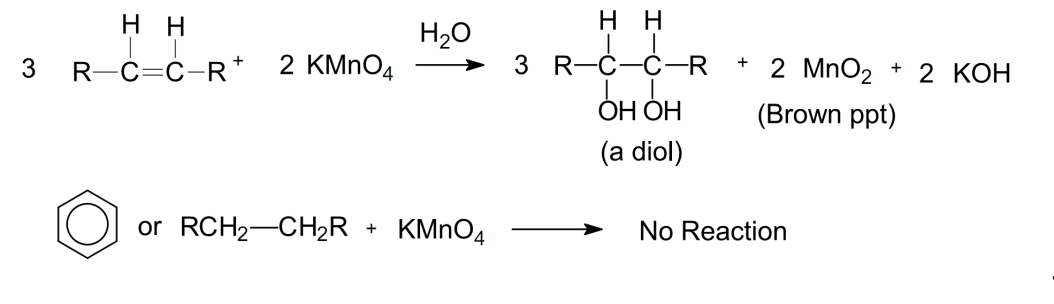 H H H₂O H H
3 R—C=C—R + 2 KMnO₄ 3 R—C—C—R + 2 MnO₂ + 2 KOH
OH OH (Brown ppt)
(a diol)
or RCH₂—CH₂R + KMnO₄ No Reaction